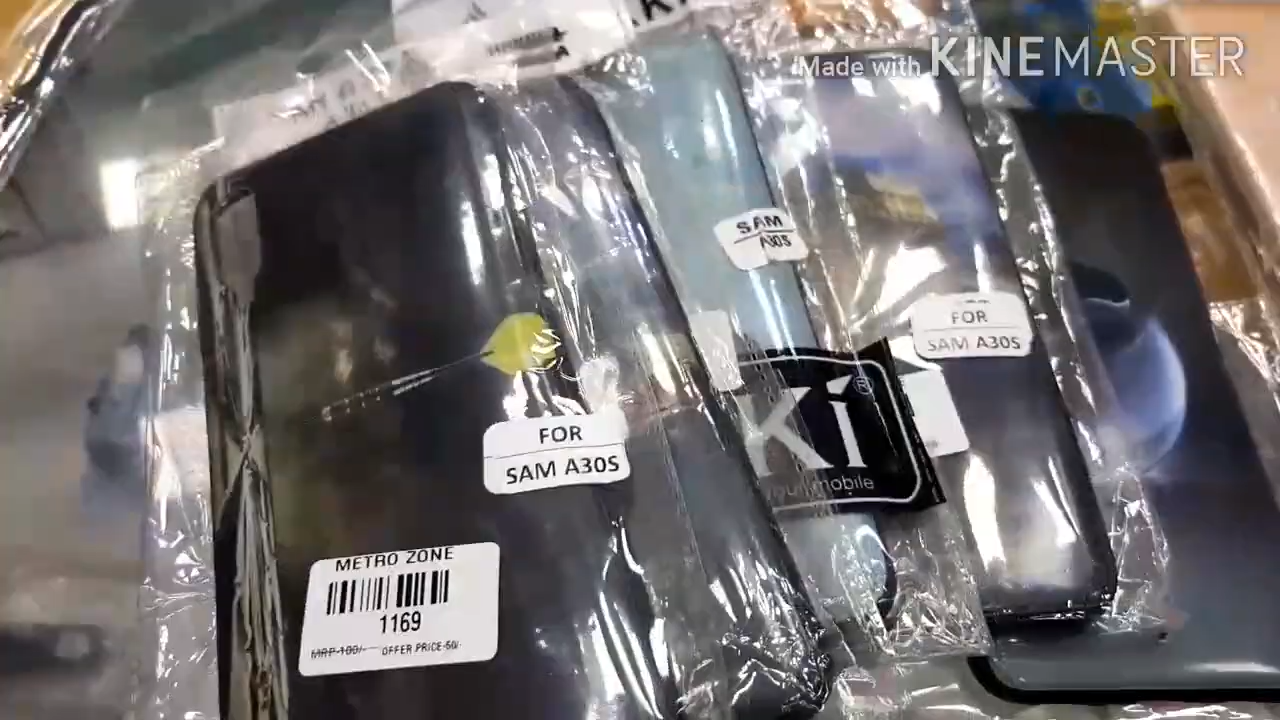 Made with KINEMASTER
SAM
A30S
FOR
SAM A30S
Ki®
your mobile
FOR
SAM A30S
METRO ZONE
1169
MRP-100/- OFFER PRICE-50/-